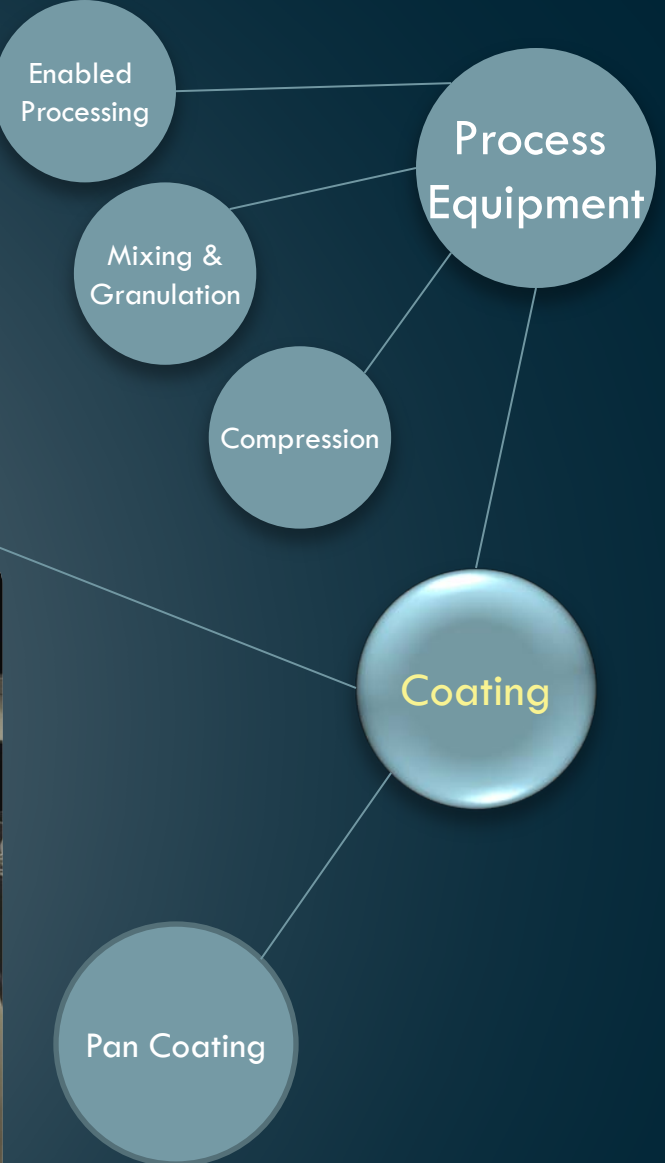 Enabled
Processing
Process
Equipment
Mixing &
Granulation
Compression
Coating
Pan Coating